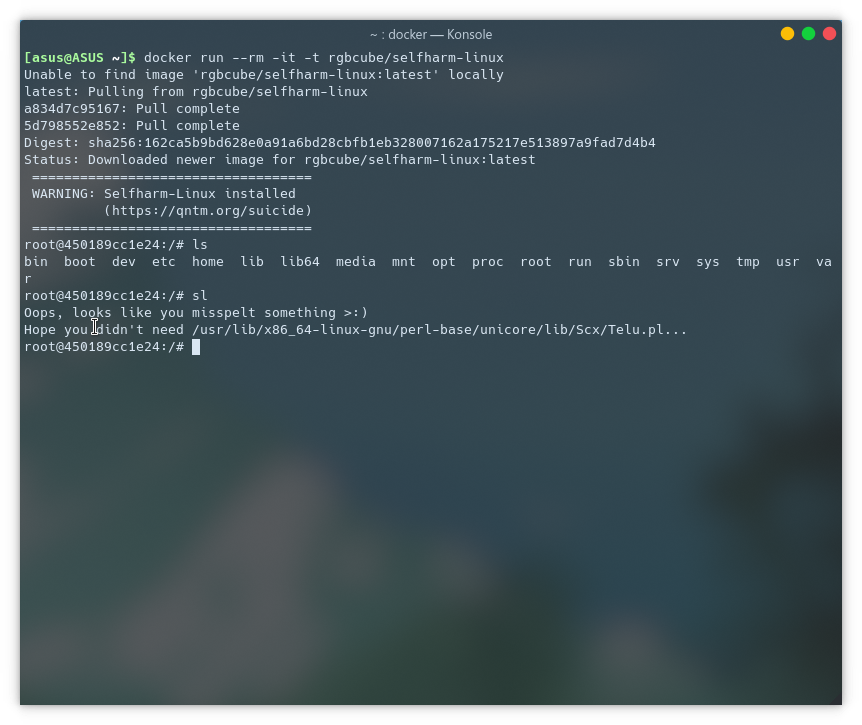 ~ : docker — Konsole
[asus@ASUS ~]$ docker run --rm -it -t rgbcube/selfharm-linux
Unable to find image 'rgbcube/selfharm-linux:latest' locally
latest: Pulling from rgbcube/selfharm-linux
a834d7c95167: Pull complete
5d798552e852: Pull complete
Digest: sha256:162ca5b9bd628e0a91a6bd28cbfb1eb328007162a175217e513897a9fad7d4b4
Status: Downloaded newer image for rgbcube/selfharm-linux:latest
===================================
WARNING: Selfharm-Linux installed
(https://qntm.org/suicide)
===================================
root@450189cc1e24:/# ls
bin  boot  dev  etc  home  lib  lib64  media  mnt  opt  proc  root  run  sbin  srv  sys  tmp  usr  va
r
root@450189cc1e24:/# sl
Oops, looks like you misspelt something >:)
Hope you didn't need /usr/lib/x86_64-linux-gnu/perl-base/unicore/lib/Scx/Telu.pl...
root@450189cc1e24:/#